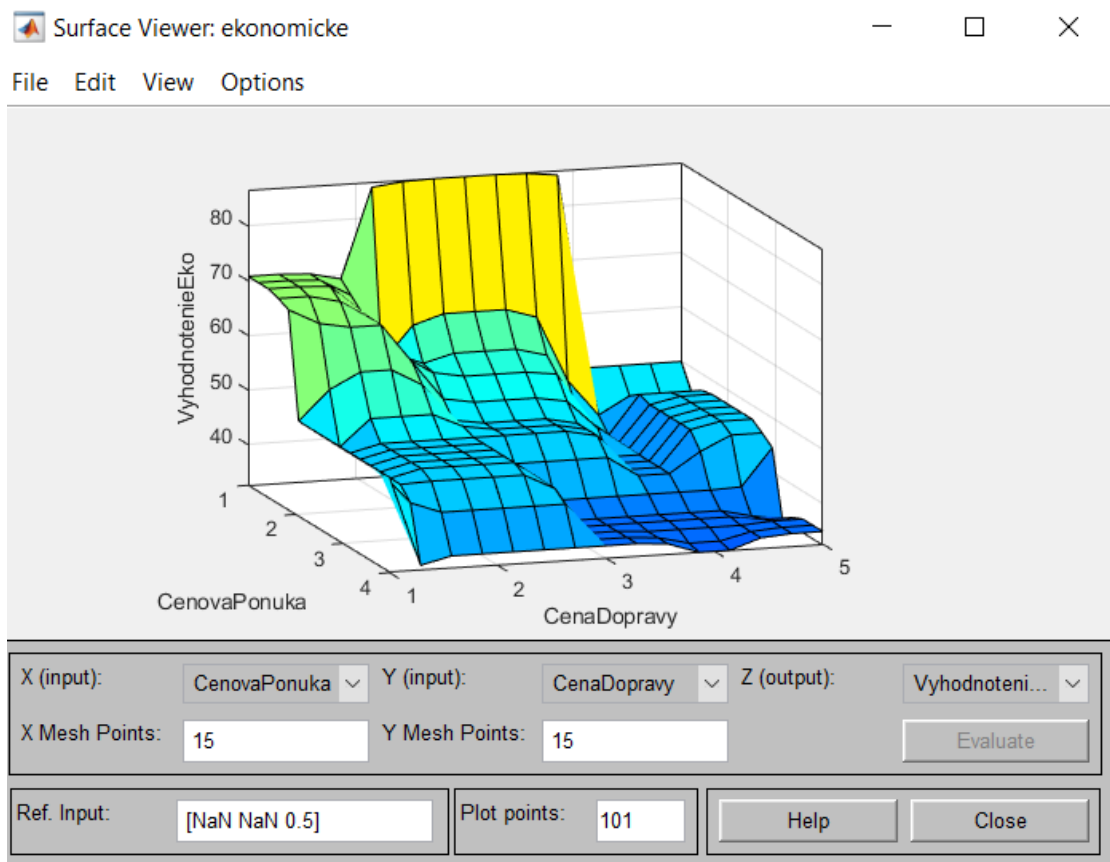 Surface Viewer: ekonomicke
File Edit View Options
80
70
60
50
40
VyhodnotenieEko
1
2
3
4
CenovaPonuka
1
2
3
4
5
CenaDopravy
X (input): CenovaPonuka Y (input): CenaDopravy Z (output): Vyhodnoteni...
X Mesh Points: 15 Y Mesh Points: 15 Evaluate
Ref. Input: [NaN NaN 0.5] Plot points: 101 Help Close